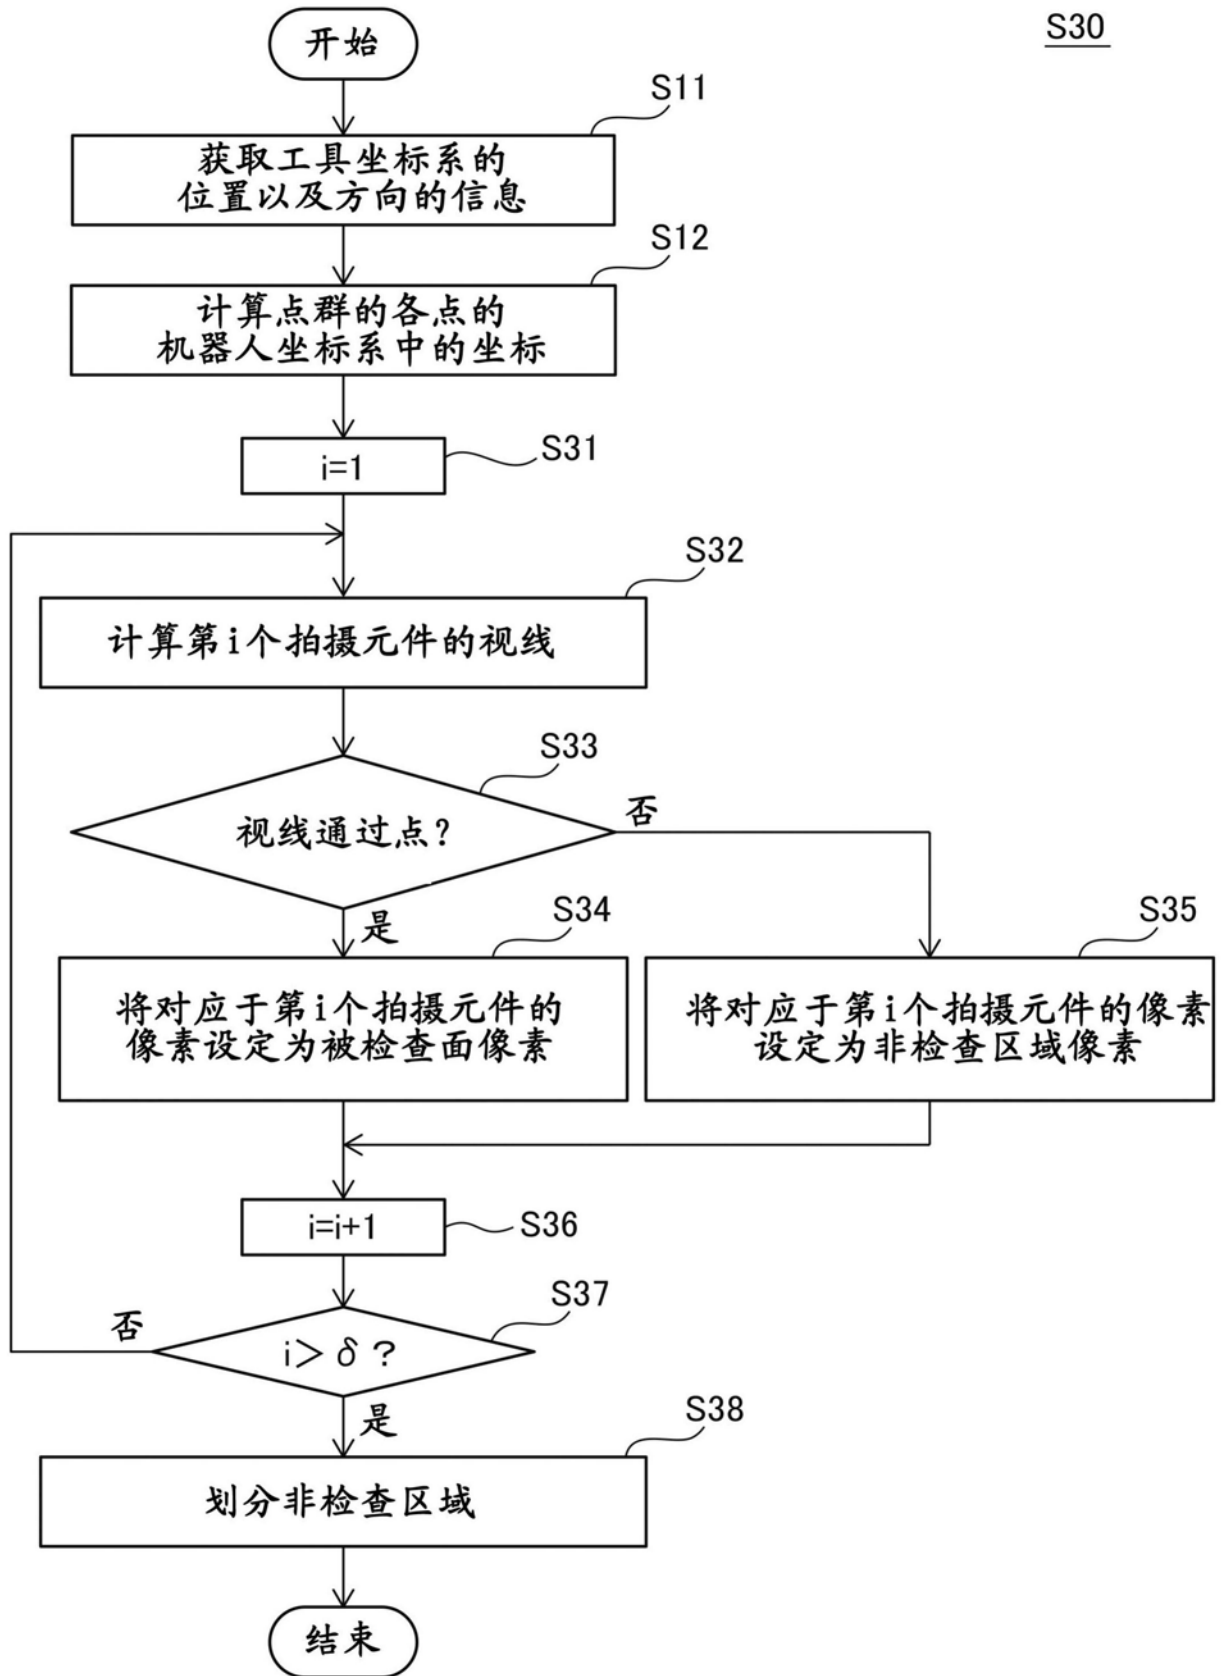 S30
开始
S11
获取工具坐标系的
位置以及方向的信息
S12
计算点群的各点的
机器人坐标系中的坐标
S31
i=1
S32
计算第i个拍摄元件的视线
S33
视线通过点?
否
是
S34
将对应于第i个拍摄元件的
像素设定为被检查面像素
S35
将对应于第i个拍摄元件的像素
设定为非检查区域像素
i=i+1
S36
S37
i>δ?
否
是
S38
划分非检查区域
结束